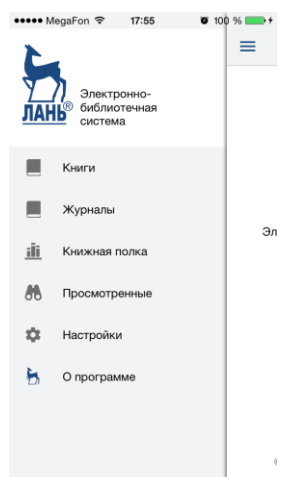 MegaFon 17:55 100 %
ЛАНЬ®
Электронно-
библиотечная
система
Книги
Журналы
Книжная полка
Эл
Просмотренные
Настройки
О программе